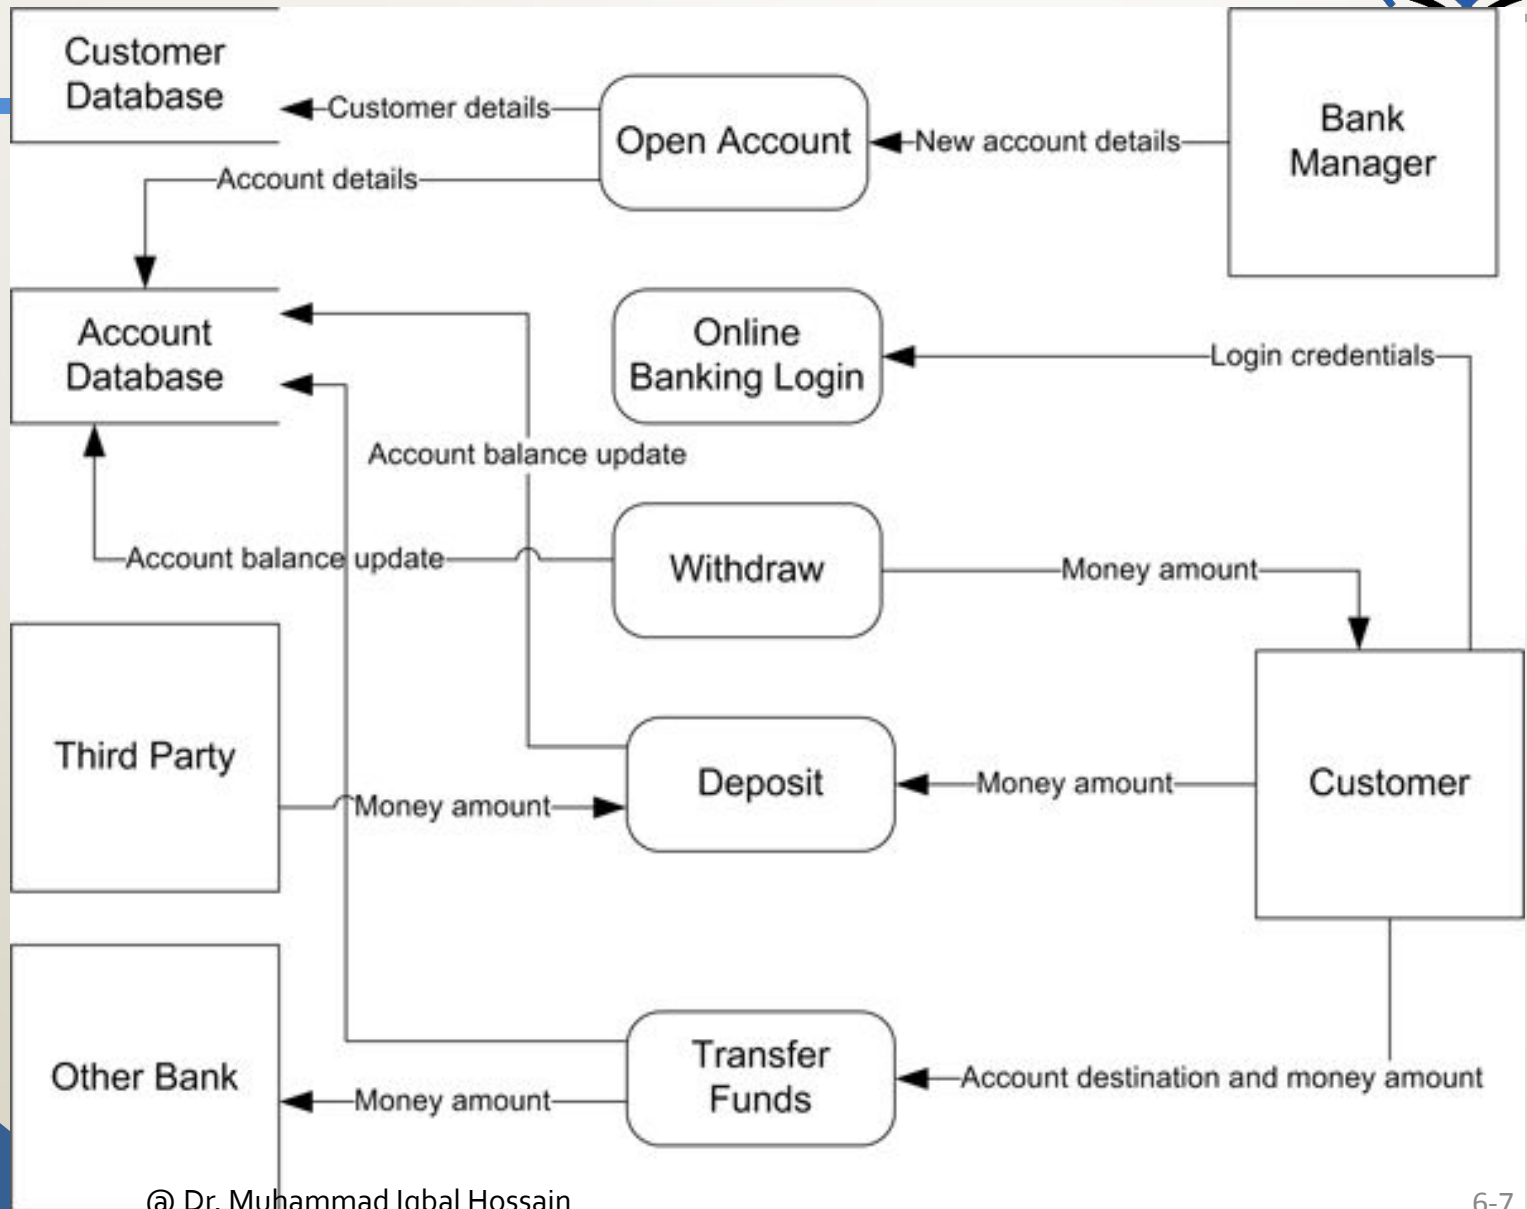 Customer
Database
Customer details
Open Account
New account details
Bank
Manager
Account details
Account
Database
Online
Banking Login
Login credentials
Account balance update
Account balance update
Withdraw
Money amount
Third Party
Money amount
Deposit
Money amount
Customer
Other Bank
Money amount
Transfer
Funds
Account destination and money amount
@ Dr. Muhammad Iqbal Hossain
6-7